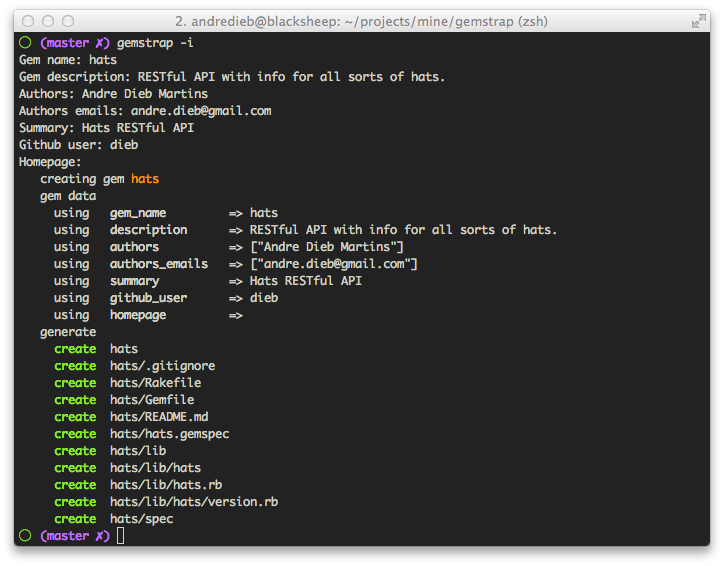 2. andredieb@blacksheep: ~/projects/mine/gemstrap (zsh)
(master ✗) gemstrap -i
Gem name: hats
Gem description: RESTful API with info for all sorts of hats.
Authors: Andre Dieb Martins
Authors emails: andre.dieb@gmail.com
Summary: Hats RESTful API
Github user: dieb
Homepage:
creating gem hats
gem data
using gem_name => hats
using description => RESTful API with info for all sorts of hats.
using authors => ["Andre Dieb Martins"]
using authors_emails => ["andre.dieb@gmail.com"]
using summary => Hats RESTful API
using github_user => dieb
using homepage =>
generate
create hats
create hats/.gitignore
create hats/Rakefile
create hats/Gemfile
create hats/README.md
create hats/hats.gemspec
create hats/lib
create hats/lib/hats
create hats/lib/hats.rb
create hats/lib/hats/version.rb
create hats/spec
(master ✗)